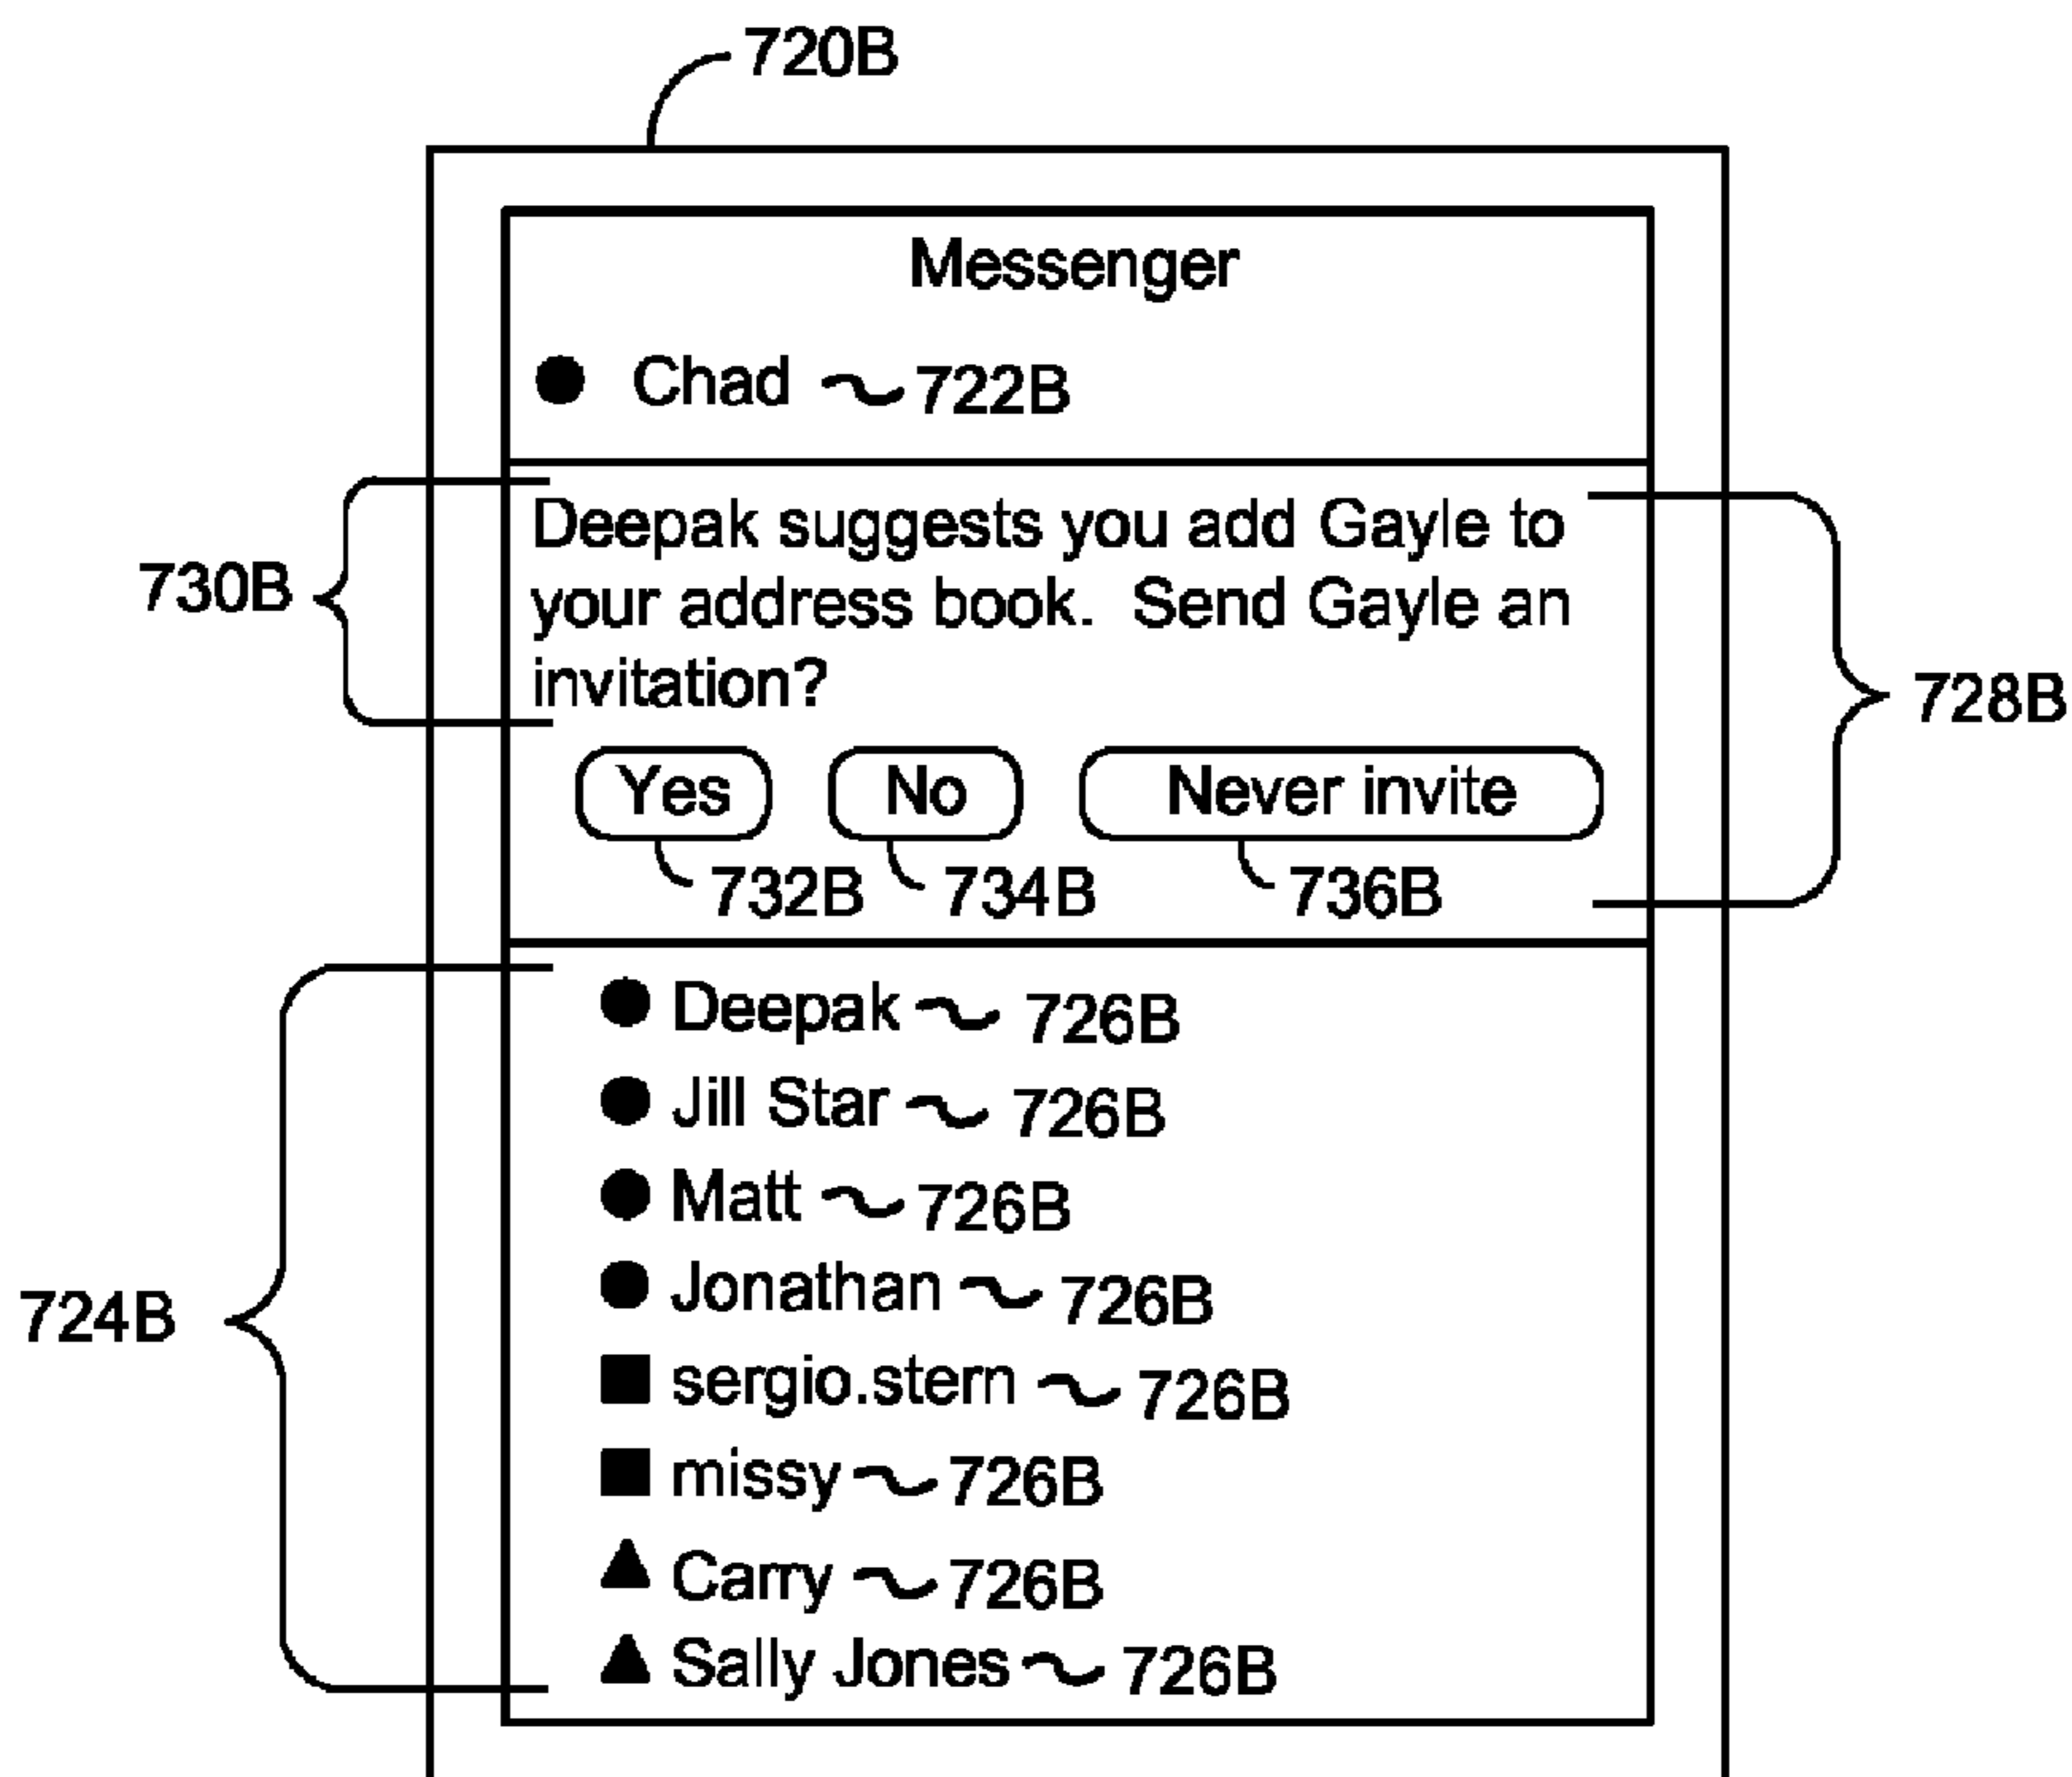 720B
Messenger
Chad 722B
Deepak suggests you add Gayle to
your address book. Send Gayle an
invitation?
730B
728B
Yes No Never invite
732B 734B 736B
Deepak 726B
Jill Star 726B
Matt 726B
Jonathan 726B
724B
sergio.stern 726B
missy 726B
Carry 726B
Sally Jones 726B